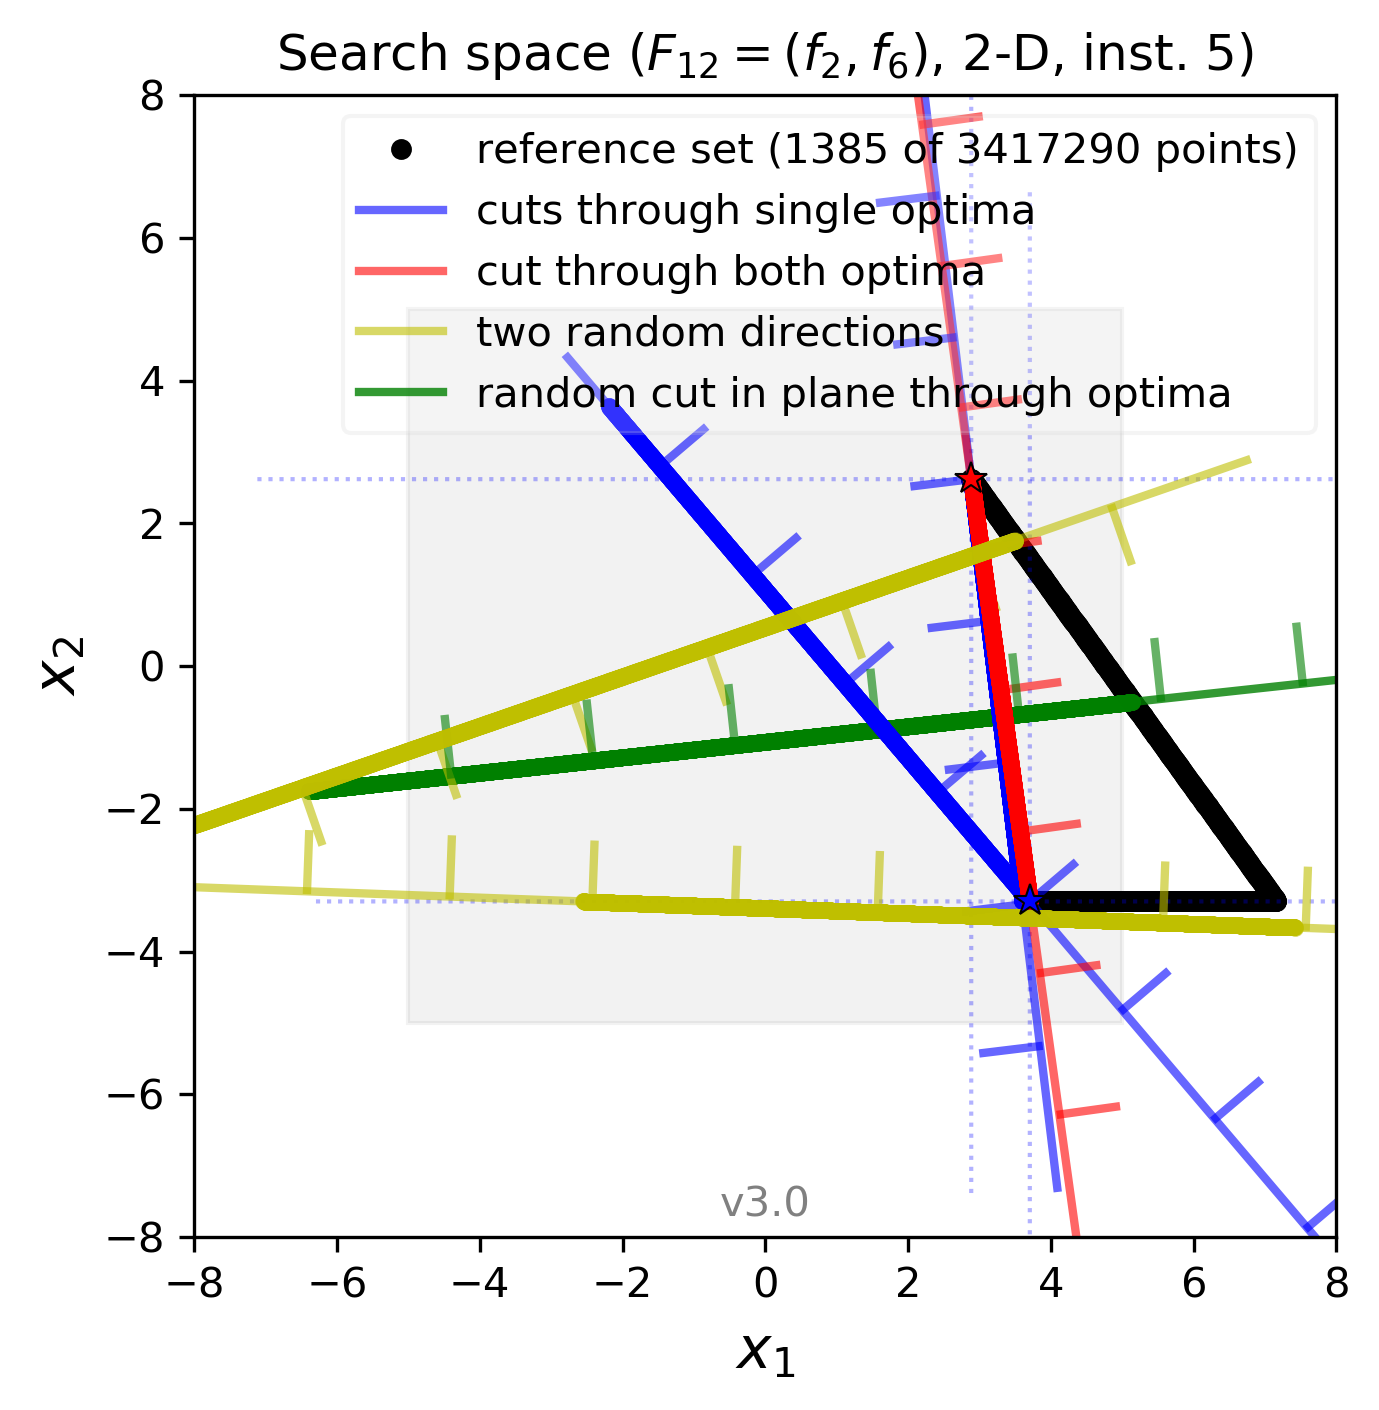 Search space (F₁₂ = (f₂, f₆), 2-D, inst. 5)
reference set (1385 of 3417290 points)
cuts through single optima
cut through both optima
two random directions
random cut in plane through optima
8
6
4
2
0
−2
−4
−6
−8
x₂
v3.0
−8 −6 −4 −2 0 2 4 6 8
x₁